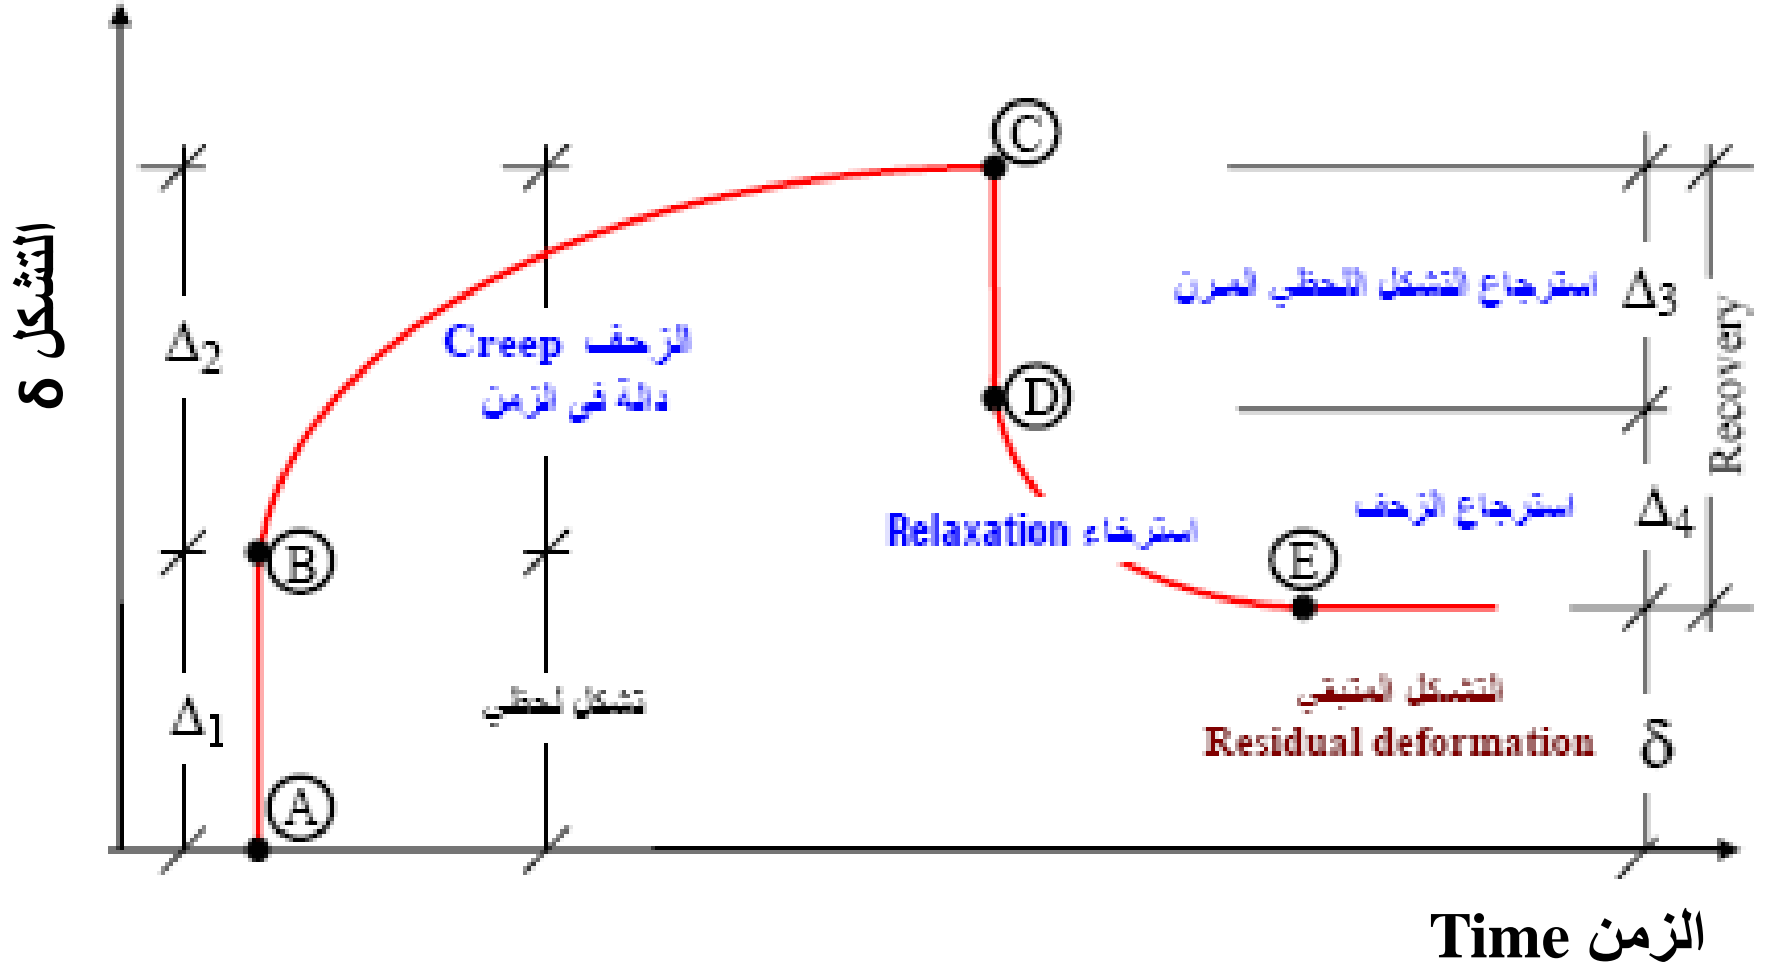 التشكل δ
C
استرجاع التشكل اللحظي المرن
Δ3
Δ2
الزحف Creep
دالة في الزمن
D
Recovery
استرجاع الزحف
Δ4
استرخاء Relaxation
B
E
Δ1
تشكل لحظي
التشكل المتبقي
Residual deformation
δ
A
الزمن Time